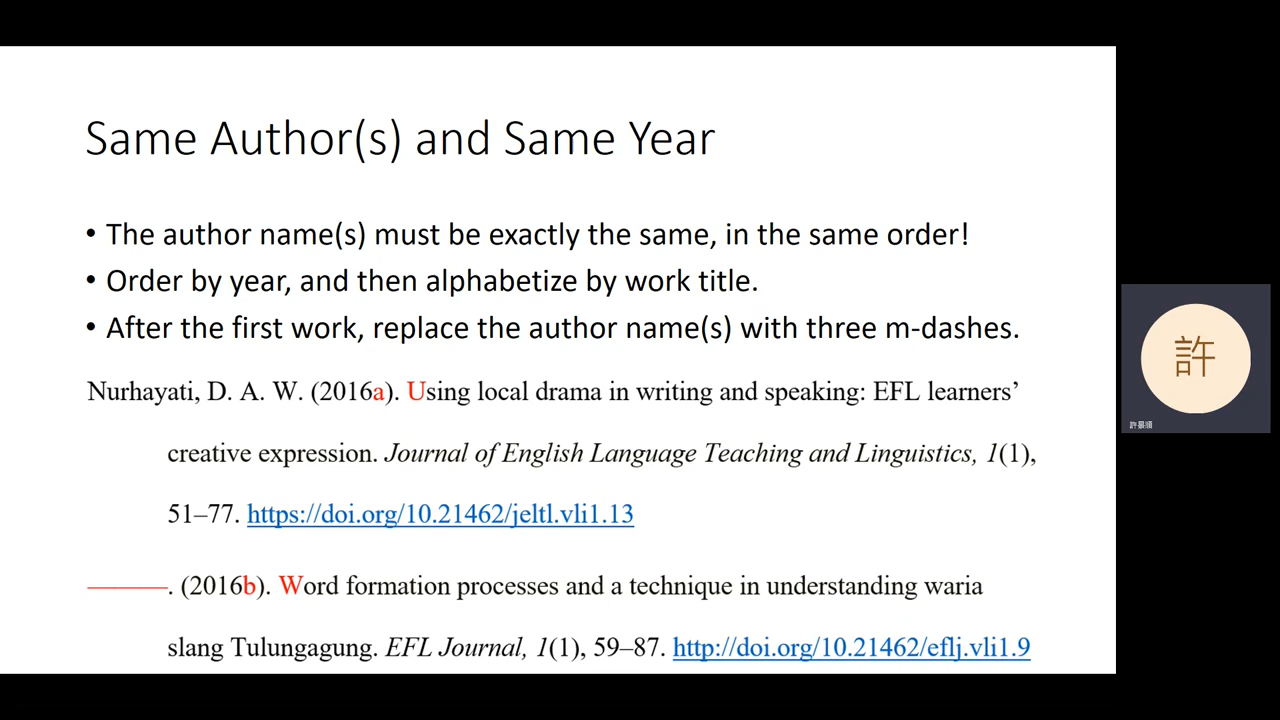 Same Author(s) and Same Year
• The author name(s) must be exactly the same, in the same order!
• Order by year, and then alphabetize by work title.
• After the first work, replace the author name(s) with three m-dashes.
Nurhayati, D. A. W. (2016a). Using local drama in writing and speaking: EFL learners’
creative expression. Journal of English Language Teaching and Linguistics, 1(1),
51–77. https://doi.org/10.21462/jeltl.vli1.13
———. (2016b). Word formation processes and a technique in understanding waria
slang Tulungagung. EFL Journal, 1(1), 59–87. http://doi.org/10.21462/eflj.vli1.9
許
許景順